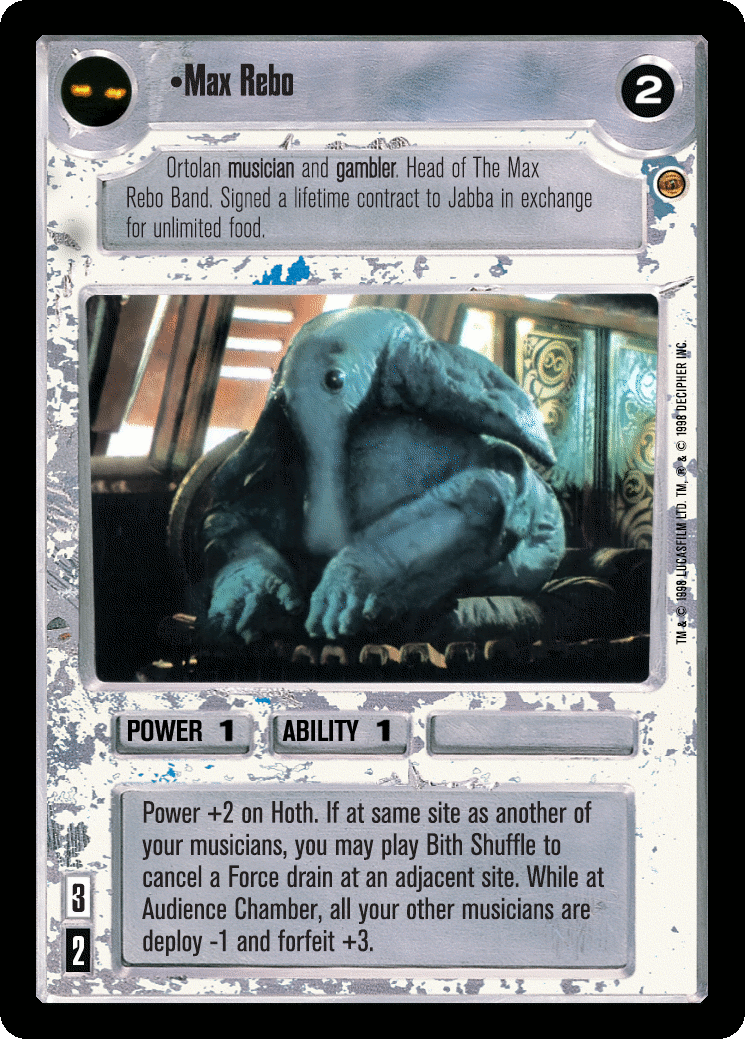 •Max Rebo
2
Ortolan musician and gambler. Head of The Max
Rebo Band. Signed a lifetime contract to Jabba in exchange
for unlimited food.
TM & © 1998 LUCASFILM LTD. TM, ® & © 1998 DECIPHER INC.
POWER 1
ABILITY 1
Power +2 on Hoth. If at same site as another of
your musicians, you may play Bith Shuffle to
cancel a Force drain at an adjacent site. While at
Audience Chamber, all your other musicians are
deploy -1 and forfeit +3.
3
2